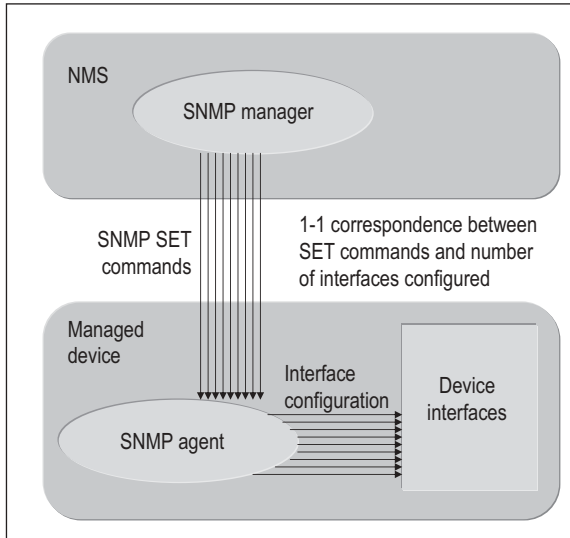 NMS
SNMP manager
SNMP SET
commands
1-1 correspondence between
SET commands and number
of interfaces configured
Managed
device
Interface
configuration
Device
interfaces
SNMP agent